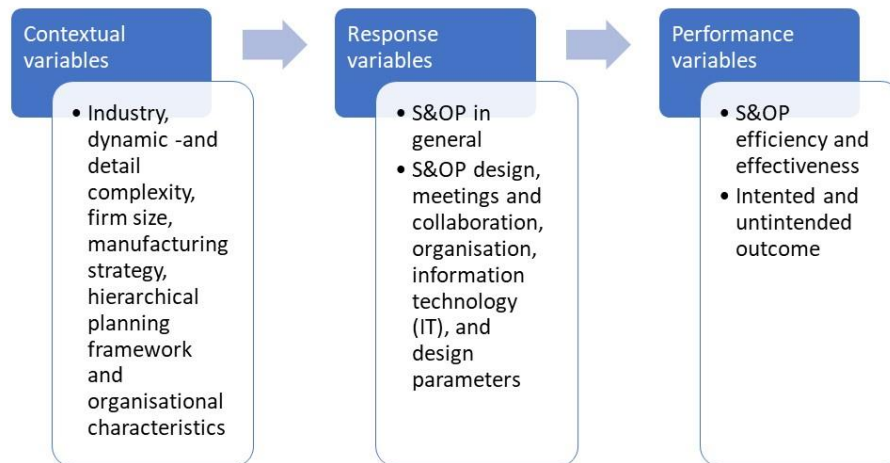 Contextual
variables
• Industry,
dynamic -and
detail
complexity,
firm size,
manufacturing
strategy,
hierarchical
planning
framework
and
organisational
characteristics
Response
variables
• S&OP in
general
• S&OP design,
meetings and
collaboration,
organisation,
information
technology
(IT), and
design
parameters
Performance
variables
• S&OP
efficiency and
effectiveness
• Intented and
untintended
outcome